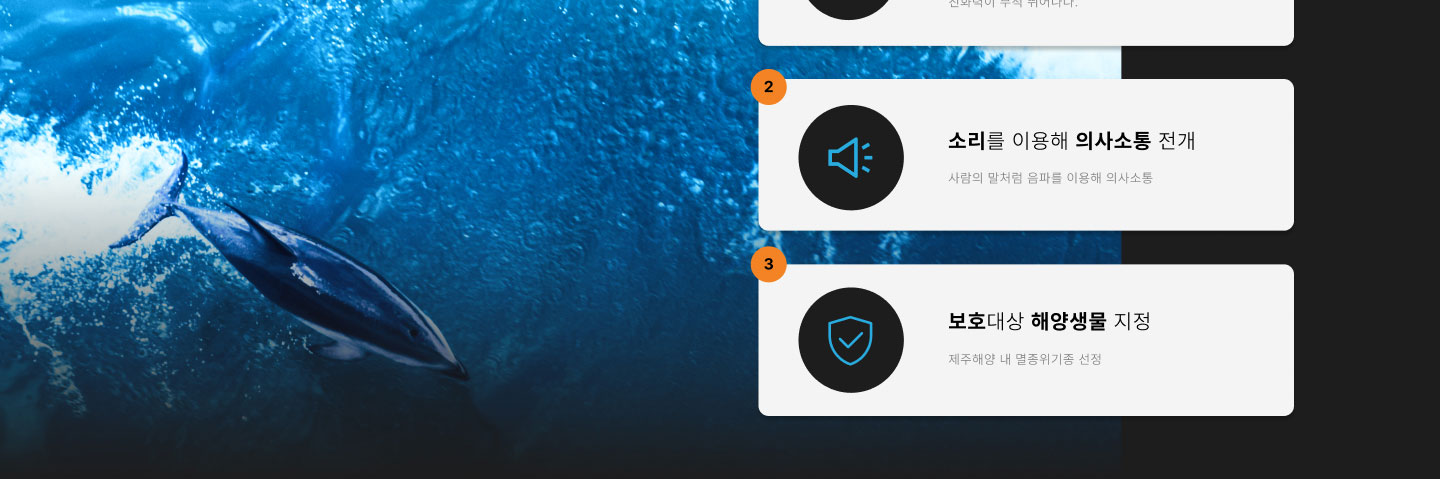 2
소리를 이용해 의사소통 전개
사람의 말처럼 음파를 이용해 의사소통
3
보호대상 해양생물 지정
제주해양 내 멸종위기종 선정